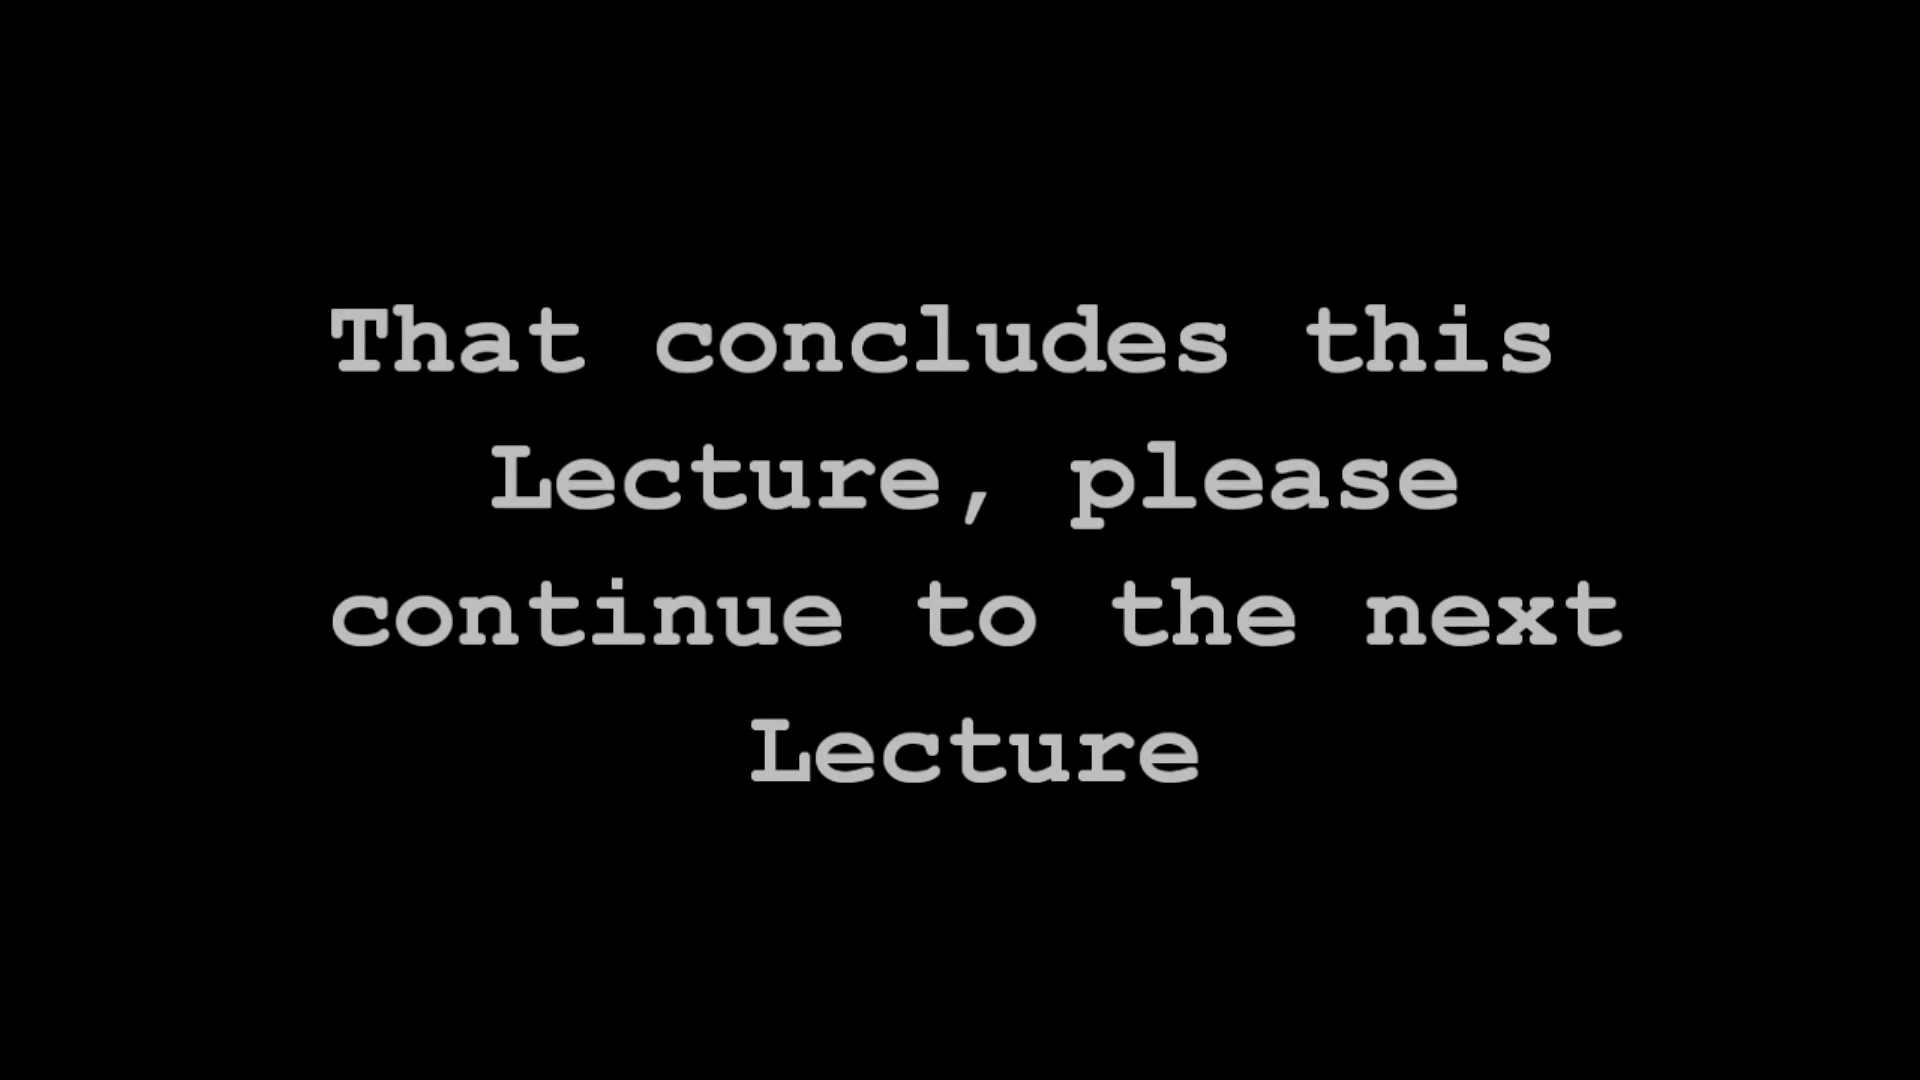 That concludes this
Lecture, please
continue to the next
Lecture